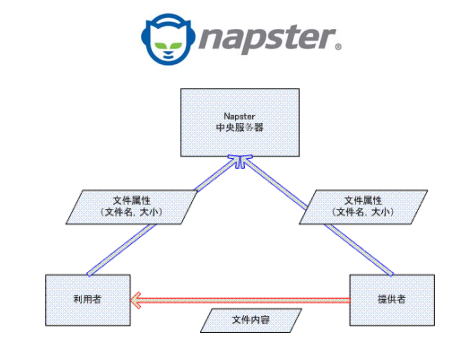 napster.
Napster
中央服务器
文件属性
(文件名, 大小)
文件属性
(文件名, 大小)
利用者
提供者
文件内容